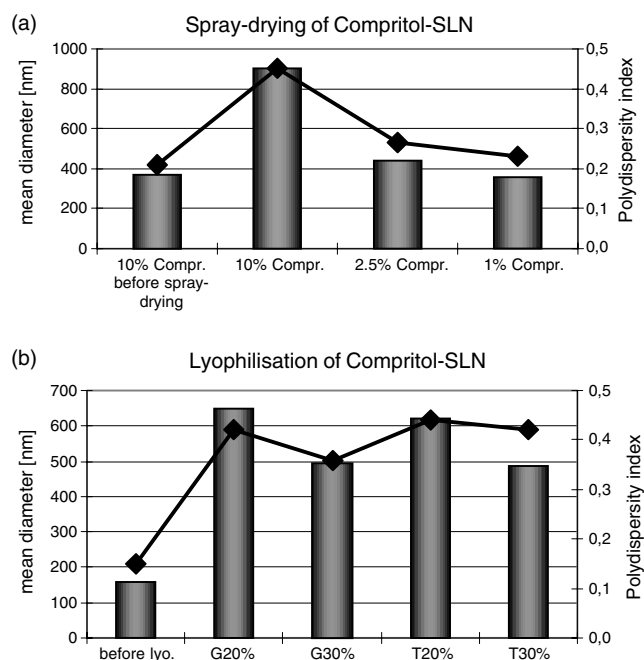 (a)
Spray-drying of Compritol-SLN
mean diameter [nm]
1000
800
600
400
200
0
0,5
0,4
0,3
0,2
0,1
0,0
Polydispersity index
10% Compr. 10% Compr. 2.5% Compr. 1% Compr.
before spray-
drying
(b)
Lyophilisation of Compritol-SLN
mean diameter [nm]
700
600
500
400
300
200
100
0
0,5
0,4
0,3
0,2
0,1
0,0
Polydispersity index
before lyo. G20% G30% T20% T30%